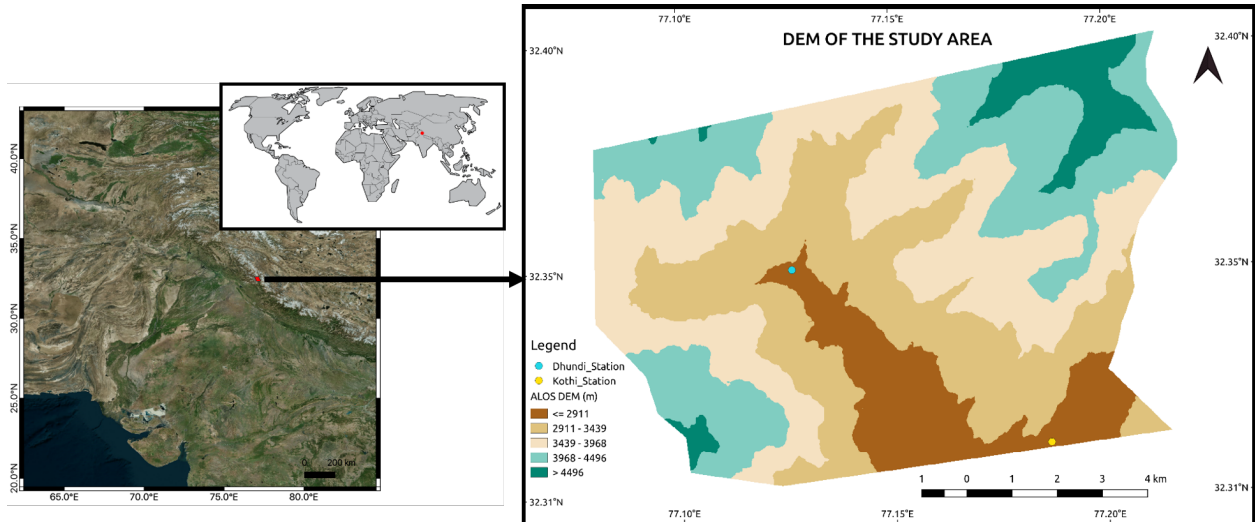 40.0°N
35.0°N
30.0°N
25.0°N
20.0°N
65.0°E
70.0°E
75.0°E
80.0°E
0 200 km
77.10°E
77.15°E
77.20°E
DEM OF THE STUDY AREA
32.40°N
32.40°N
32.35°N
32.35°N
Legend
Dhundi_Station
Kothi_Station
ALOS DEM (m)
<= 2911
2911 - 3439
3439 - 3968
3968 - 4496
> 4496
1 0 1 2 3 4 km
32.31°N
32.31°N
77.10°E
77.15°E
77.20°E